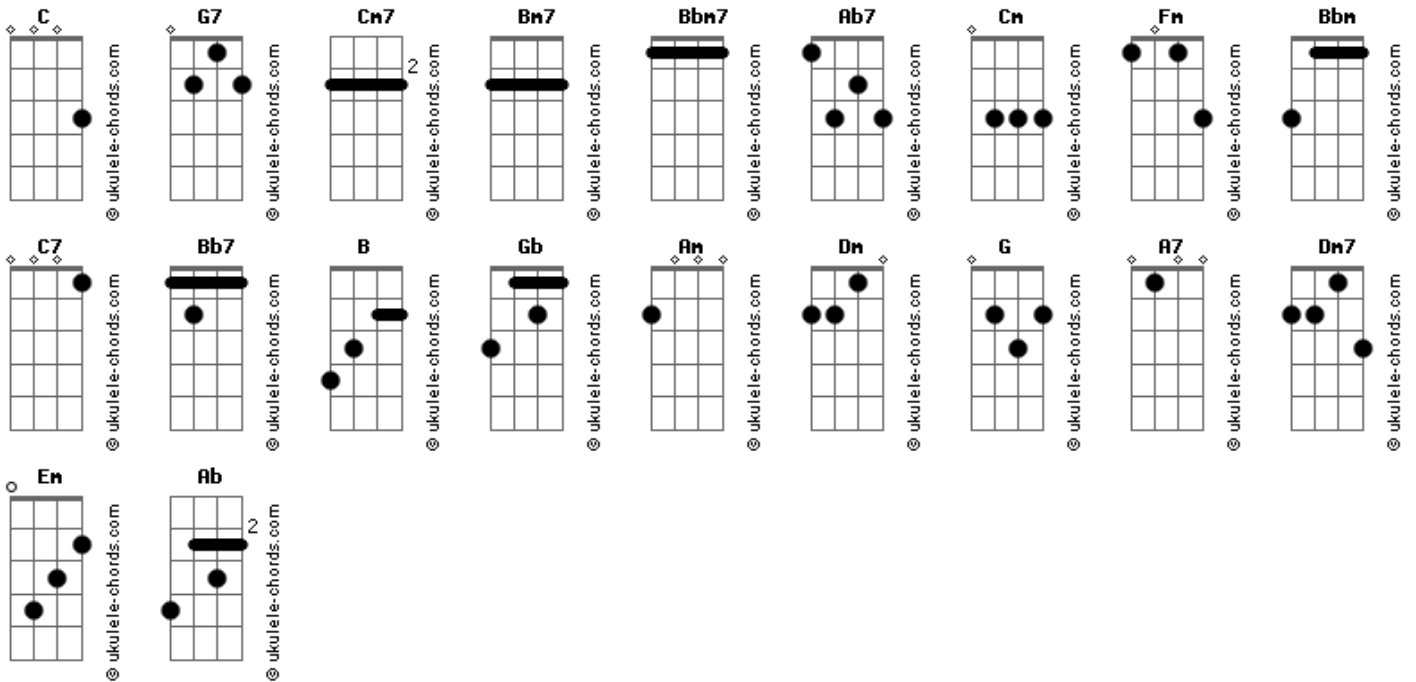 C G7 Cm7 Bm7 Bbm7 Ab7 Cm Fm Bbm
2
© ukulele-chords.com © ukulele-chords.com © ukulele-chords.com © ukulele-chords.com © ukulele-chords.com © ukulele-chords.com © ukulele-chords.com © ukulele-chords.com © ukulele-chords.com
C7 Bb7 B Gb Am Dm G A7 Dm7
© ukulele-chords.com © ukulele-chords.com © ukulele-chords.com © ukulele-chords.com © ukulele-chords.com © ukulele-chords.com © ukulele-chords.com © ukulele-chords.com © ukulele-chords.com
Em Ab
2
© ukulele-chords.com © ukulele-chords.com